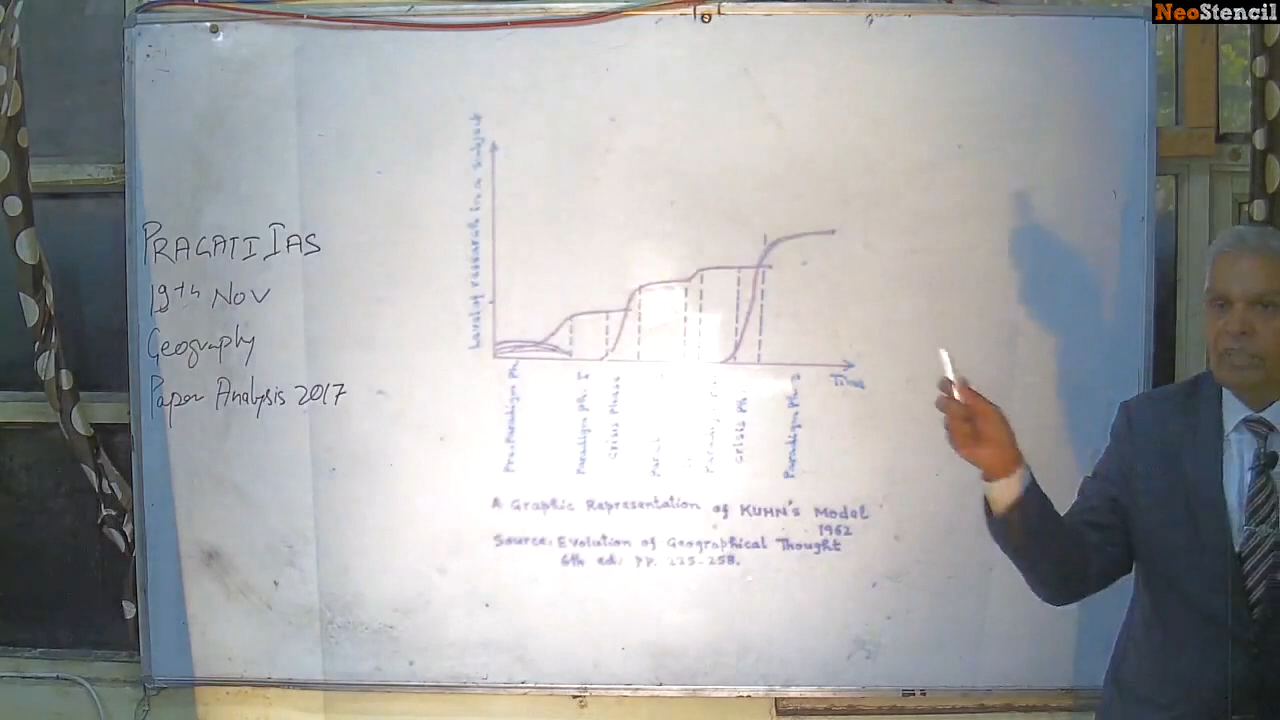 NeoStencil
PRAGATI IAS
19th Nov
Geography
Paper Analysis 2017
Level of research in a subject
Pre-Paradigm Ph.
Paradigm Ph. I
Crisis Phase
Crisis Ph.
Paradigm Ph-3
A Graphic Representation of KUHN's Model
1962
Source: Evolution of Geographical Thought
6th ed, pp. 225-258.